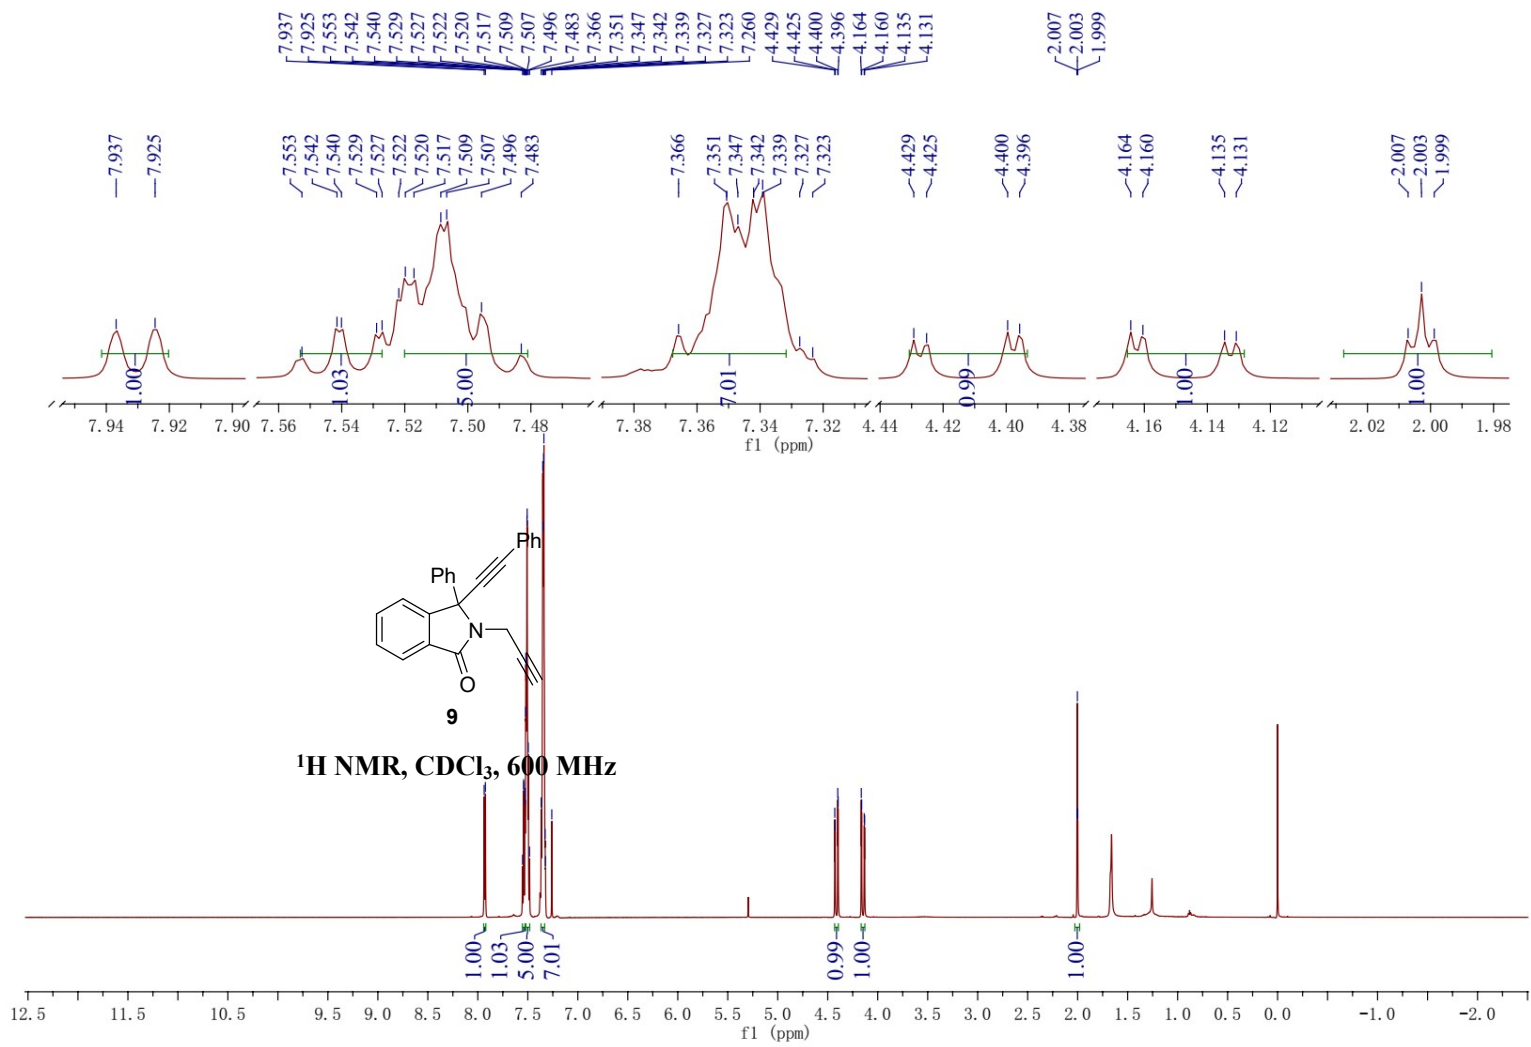 7.937 7.925 7.553 7.542 7.540 7.529 7.527 7.522 7.520 7.517 7.509 7.507 7.496 7.483 7.366 7.351 7.347 7.342 7.339 7.327 7.323 7.260 4.429 4.425 4.400 4.396 4.164 4.160 4.135 4.131 2.007 2.003 1.999
7.937 7.925 7.553 7.542 7.540 7.529 7.527 7.522 7.520 7.517 7.509 7.507 7.496 7.483 7.366 7.351 7.347 7.342 7.339 7.327 7.323 4.429 4.425 4.400 4.396 4.164 4.160 4.135 4.131 2.007 2.003 1.999
1.00 1.03 5.00 7.01 0.99 1.00 1.00
7.94 7.92 7.90 7.56 7.54 7.52 7.50 7.48 7.38 7.36 7.34 7.32 4.44 4.42 4.40 4.38 4.16 4.14 4.12 2.02 2.00 1.98
f1 (ppm)
Ph
Ph
N
O
9
¹H NMR, CDCl₃, 600 MHz
1.00 1.03 5.00 7.01 0.99 1.00 1.00
12.5 11.5 10.5 9.5 9.0 8.5 8.0 7.5 7.0 6.5 6.0 5.5 5.0 4.5 4.0 3.5 3.0 2.5 2.0 1.5 1.0 0.5 0.0 -1.0 -2.0
f1 (ppm)